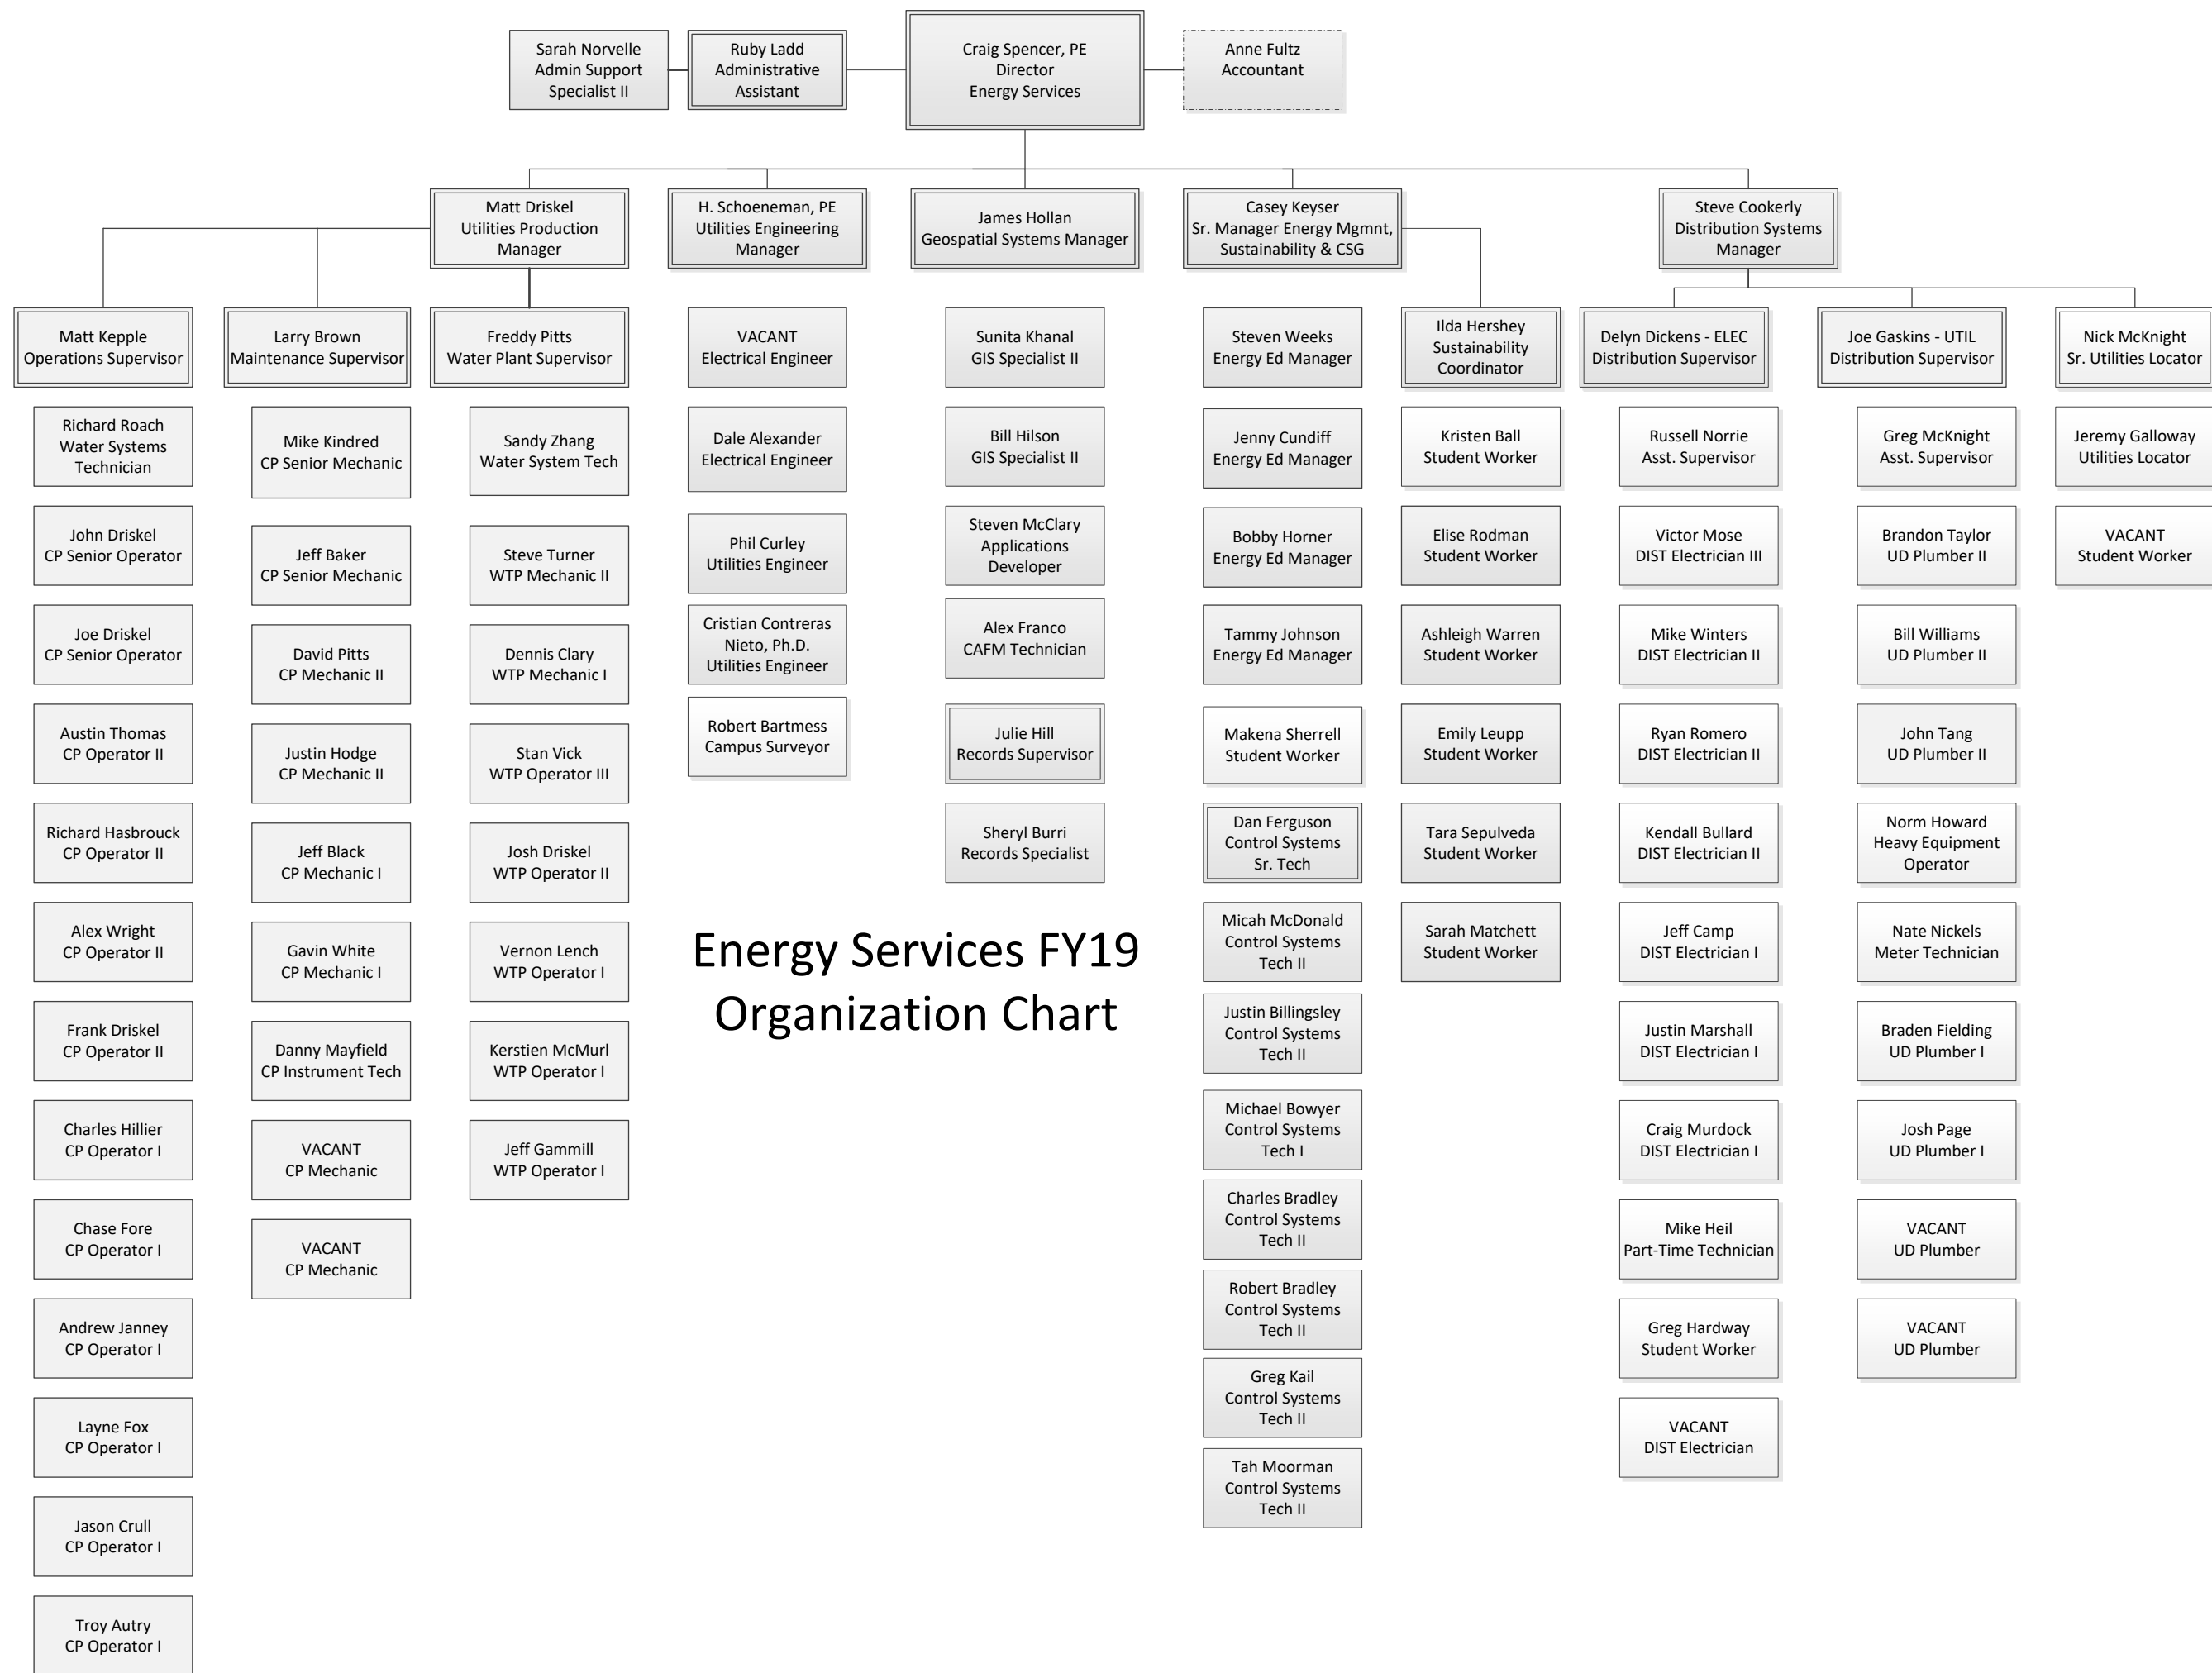 Sarah Norvelle
Admin Support
Specialist II
Ruby Ladd
Administrative
Assistant
Craig Spencer, PE
Director
Energy Services
Anne Fultz
Accountant
Matt Driskel
Utilities Production
Manager
H. Schoeneman, PE
Utilities Engineering
Manager
James Hollan
Geospatial Systems Manager
Casey Keyser
Sr. Manager Energy Mgmnt,
Sustainability & CSG
Steve Cookerly
Distribution Systems
Manager
Matt Kepple
Operations Supervisor
Richard Roach
Water Systems
Technician
John Driskel
CP Senior Operator
Joe Driskel
CP Senior Operator
Austin Thomas
CP Operator II
Richard Hasbrouck
CP Operator II
Alex Wright
CP Operator II
Frank Driskel
CP Operator II
Charles Hillier
CP Operator I
Chase Fore
CP Operator I
Andrew Janney
CP Operator I
Layne Fox
CP Operator I
Jason Crull
CP Operator I
Troy Autry
CP Operator I
Larry Brown
Maintenance Supervisor
Mike Kindred
CP Senior Mechanic
Jeff Baker
CP Senior Mechanic
David Pitts
CP Mechanic II
Justin Hodge
CP Mechanic II
Jeff Black
CP Mechanic I
Gavin White
CP Mechanic I
Danny Mayfield
CP Instrument Tech
VACANT
CP Mechanic
VACANT
CP Mechanic
Freddy Pitts
Water Plant Supervisor
Sandy Zhang
Water System Tech
Steve Turner
WTP Mechanic II
Dennis Clary
WTP Mechanic I
Stan Vick
WTP Operator III
Josh Driskel
WTP Operator II
Vernon Lench
WTP Operator I
Kerstien McMurl
WTP Operator I
Jeff Gammill
WTP Operator I
VACANT
Electrical Engineer
Dale Alexander
Electrical Engineer
Phil Curley
Utilities Engineer
Cristian Contreras
Nieto, Ph.D.
Utilities Engineer
Robert Bartmess
Campus Surveyor
Sunita Khanal
GIS Specialist II
Bill Hilson
GIS Specialist II
Steven McClary
Applications
Developer
Alex Franco
CAFM Technician
Julie Hill
Records Supervisor
Sheryl Burri
Records Specialist
Energy Services FY19
Organization Chart
Steven Weeks
Energy Ed Manager
Jenny Cundiff
Energy Ed Manager
Bobby Horner
Energy Ed Manager
Tammy Johnson
Energy Ed Manager
Makena Sherrell
Student Worker
Dan Ferguson
Control Systems
Sr. Tech
Micah McDonald
Control Systems
Tech II
Justin Billingsley
Control Systems
Tech II
Michael Bowyer
Control Systems
Tech I
Charles Bradley
Control Systems
Tech II
Robert Bradley
Control Systems
Tech II
Greg Kail
Control Systems
Tech II
Tah Moorman
Control Systems
Tech II
Ilda Hershey
Sustainability
Coordinator
Kristen Ball
Student Worker
Elise Rodman
Student Worker
Ashleigh Warren
Student Worker
Emily Leupp
Student Worker
Tara Sepulveda
Student Worker
Sarah Matchett
Student Worker
Delyn Dickens - ELEC
Distribution Supervisor
Russell Norrie
Asst. Supervisor
Victor Mose
DIST Electrician III
Mike Winters
DIST Electrician II
Ryan Romero
DIST Electrician II
Kendall Bullard
DIST Electrician II
Jeff Camp
DIST Electrician I
Justin Marshall
DIST Electrician I
Craig Murdock
DIST Electrician I
Mike Heil
Part-Time Technician
Greg Hardway
Student Worker
VACANT
DIST Electrician
Joe Gaskins - UTIL
Distribution Supervisor
Greg McKnight
Asst. Supervisor
Brandon Taylor
UD Plumber II
Bill Williams
UD Plumber II
John Tang
UD Plumber II
Norm Howard
Heavy Equipment
Operator
Nate Nickels
Meter Technician
Braden Fielding
UD Plumber I
Josh Page
UD Plumber I
VACANT
UD Plumber
VACANT
UD Plumber
Nick McKnight
Sr. Utilities Locator
Jeremy Galloway
Utilities Locator
VACANT
Student Worker